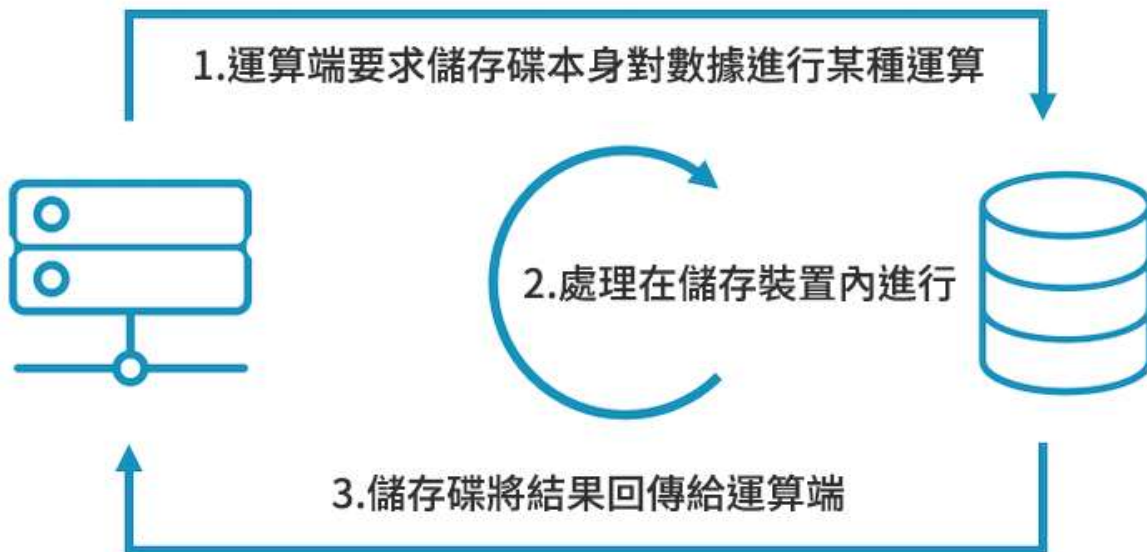 1.運算端要求儲存碟本身對數據進行某種運算
2.處理在儲存裝置內進行
3.儲存碟將結果回傳給運算端